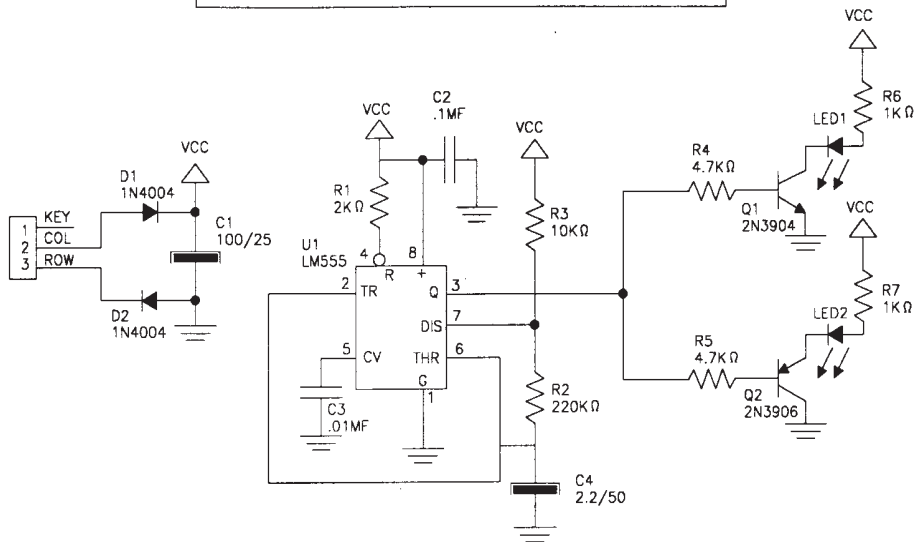 VCC
R6
1KΩ
LED1
C2
.1MF
VCC
VCC
R4
4.7KΩ
R1
2KΩ
VCC
D1
1N4004
KEY
1
COL
2
ROW
3
C1
100/25
D2
1N4004
U1
LM555
4
R
8
+
2
TR
Q
3
DIS
7
5
CV
THR
6
G
1
C3
.01MF
R3
10KΩ
R2
220KΩ
C4
2.2/50
Q1
2N3904
VCC
R7
1KΩ
LED2
R5
4.7KΩ
Q2
2N3906